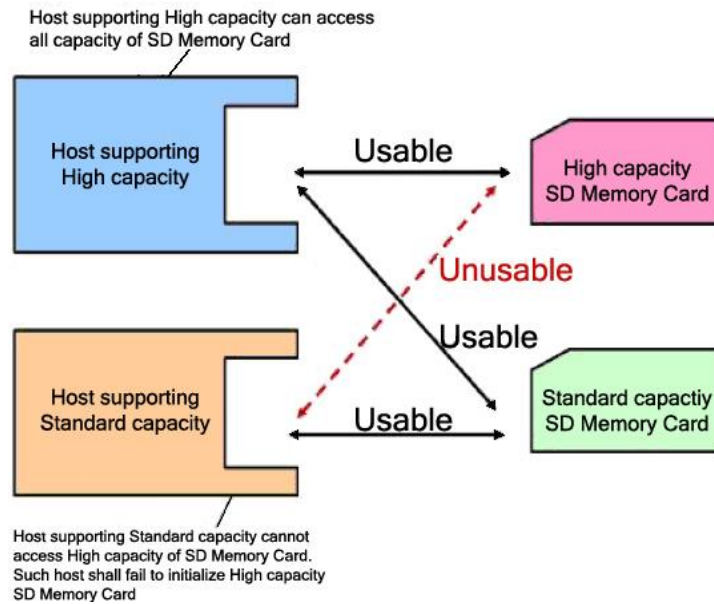 Host supporting High capacity can access
all capacity of SD Memory Card
Host supporting
High capacity
Usable
High capacity
SD Memory Card
Unusable
Usable
Host supporting
Standard capacity
Usable
Standard capactiy
SD Memory Card
Host supporting Standard capacity cannot
access High capacity of SD Memory Card.
Such host shall fail to initialize High capacity
SD Memory Card